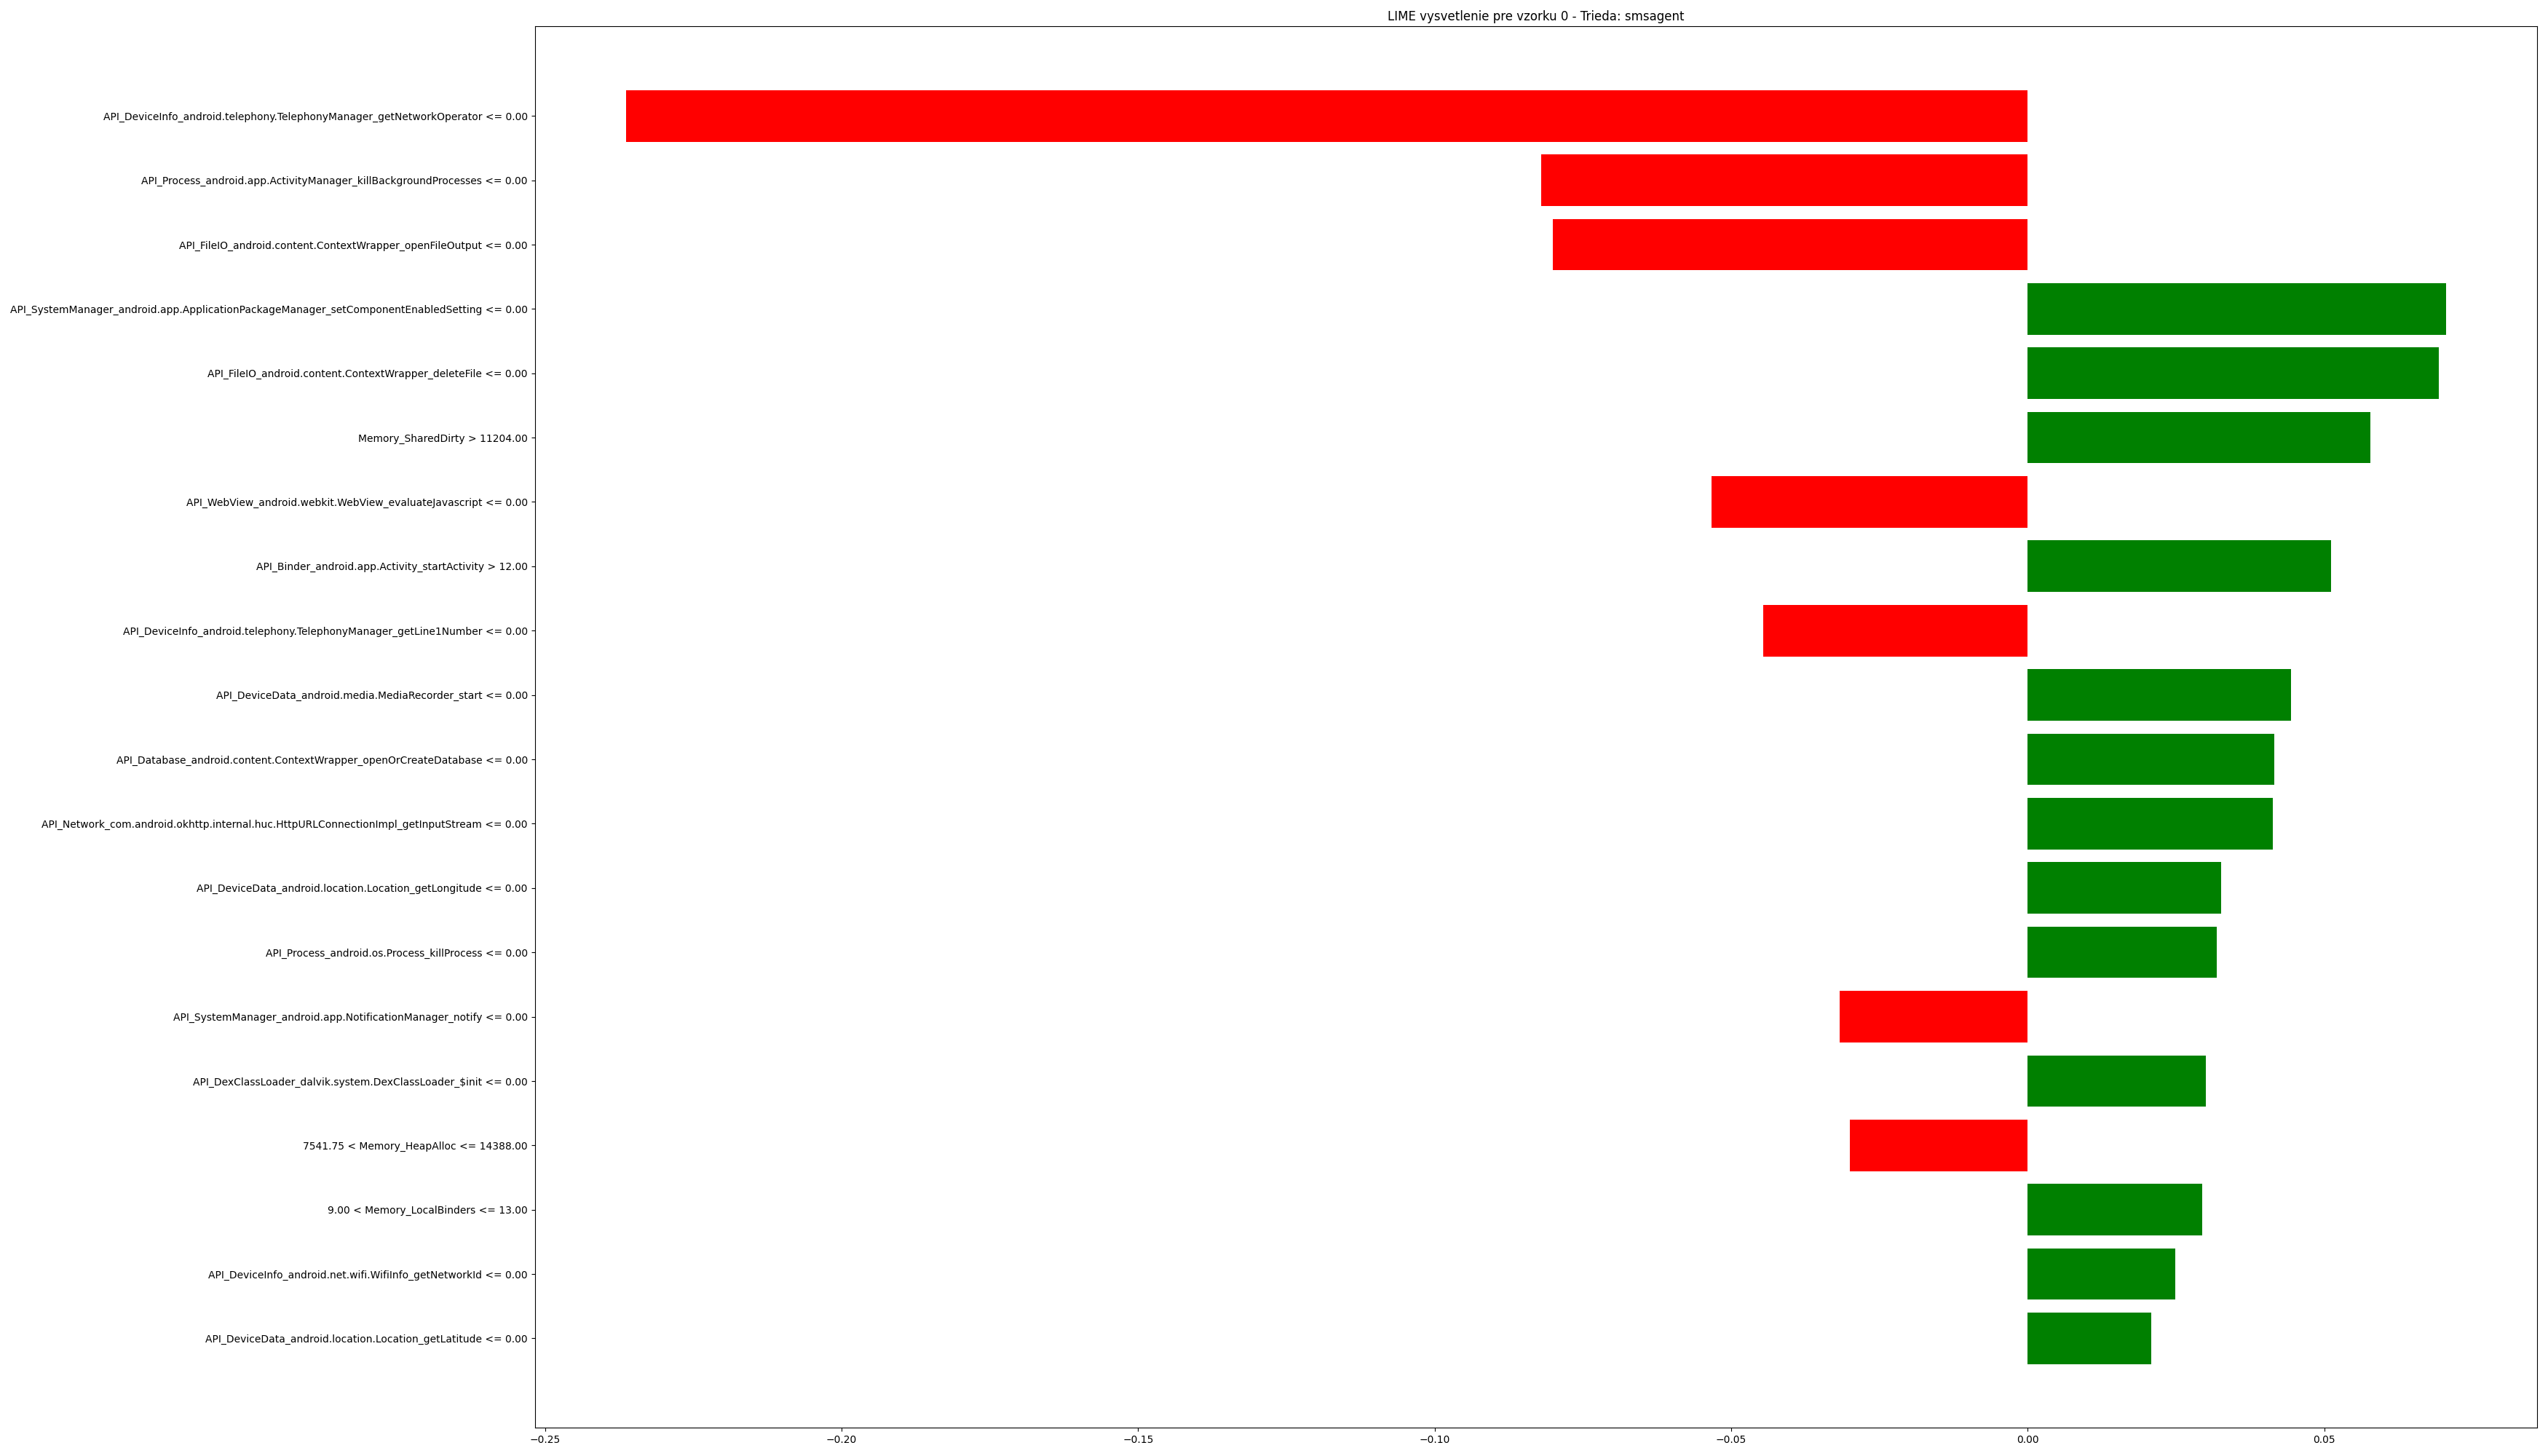 LIME vysvetlenie pre vzorku 0 - Trieda: smsagent
API_DeviceInfo_android.telephony.TelephonyManager_getNetworkOperator <= 0.00
API_Process_android.app.ActivityManager_killBackgroundProcesses <= 0.00
API_FileIO_android.content.ContextWrapper_openFileOutput <= 0.00
API_SystemManager_android.app.ApplicationPackageManager_setComponentEnabledSetting <= 0.00
API_FileIO_android.content.ContextWrapper_deleteFile <= 0.00
Memory_SharedDirty > 11204.00
API_WebView_android.webkit.WebView_evaluateJavascript <= 0.00
API_Binder_android.app.Activity_startActivity > 12.00
API_DeviceInfo_android.telephony.TelephonyManager_getLine1Number <= 0.00
API_DeviceData_android.media.MediaRecorder_start <= 0.00
API_Database_android.content.ContextWrapper_openOrCreateDatabase <= 0.00
API_Network_com.android.okhttp.internal.huc.HttpURLConnectionImpl_getInputStream <= 0.00
API_DeviceData_android.location.Location_getLongitude <= 0.00
API_Process_android.os.Process_killProcess <= 0.00
API_SystemManager_android.app.NotificationManager_notify <= 0.00
API_DexClassLoader_dalvik.system.DexClassLoader_$init <= 0.00
7541.75 < Memory_HeapAlloc <= 14388.00
9.00 < Memory_LocalBinders <= 13.00
API_DeviceInfo_android.net.wifi.WifiInfo_getNetworkId <= 0.00
API_DeviceData_android.location.Location_getLatitude <= 0.00
−0.25 −0.20 −0.15 −0.10 −0.05 0.00 0.05